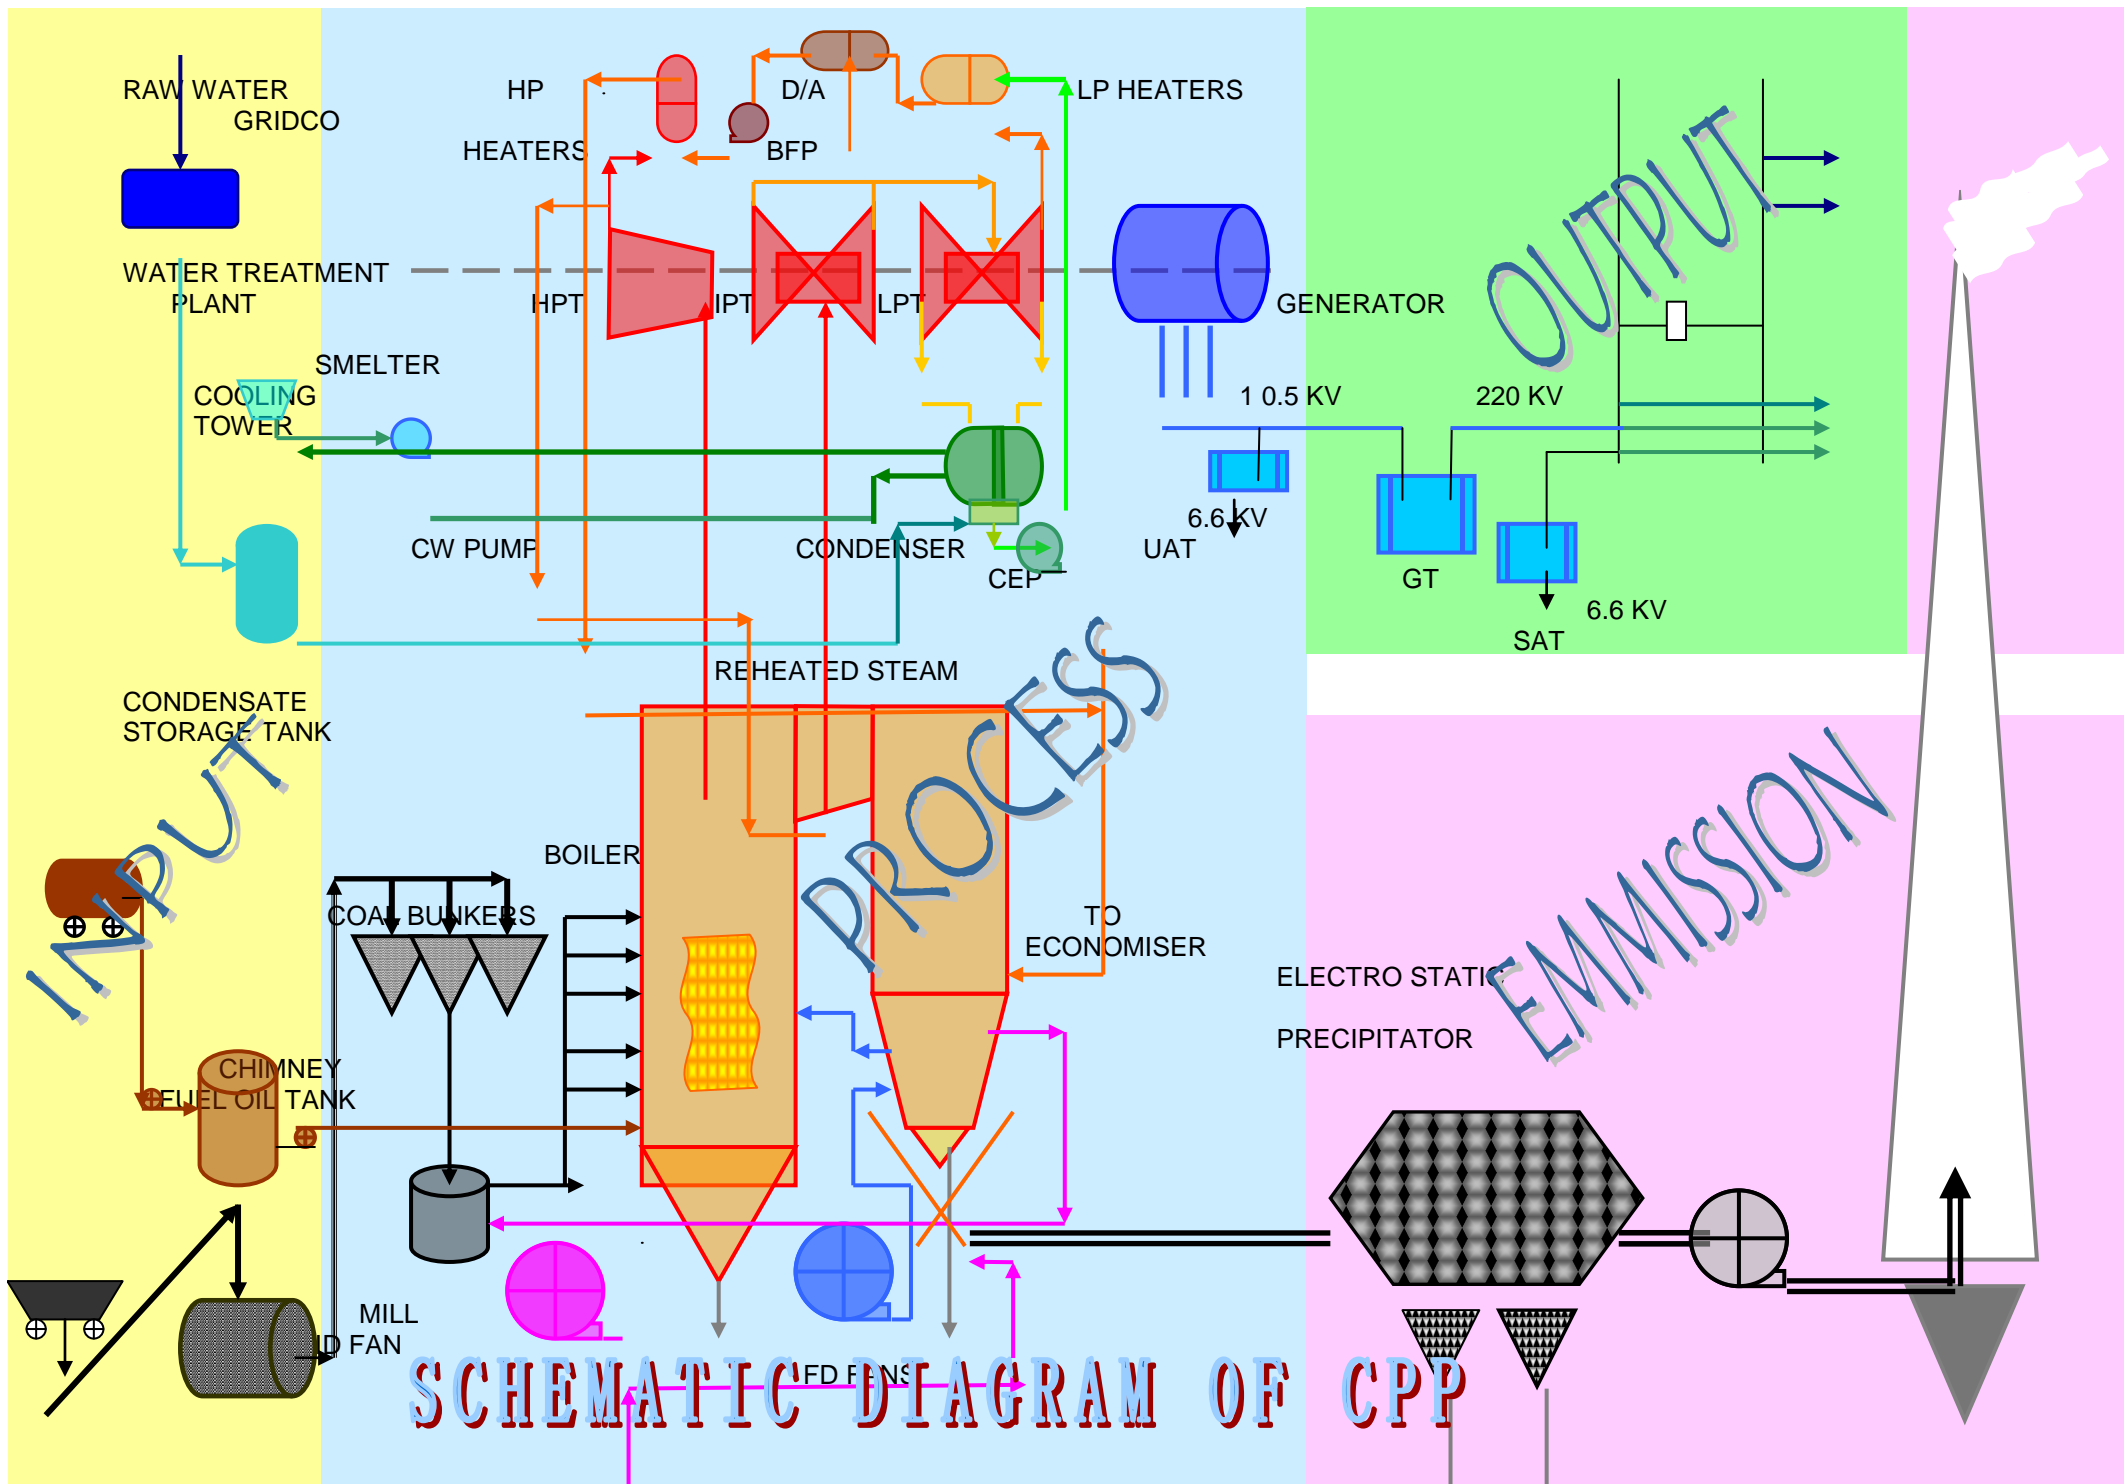 RAW WATER
GRIDCO
HP
D/A
LP HEATERS
HEATERS
BFP
WATER TREATMENT
PLANT
HPT
IPT
LPT
GENERATOR
OUTPUT
SMELTER
COOLING
TOWER
1 0.5 KV
220 KV
6.6 KV
CW PUMP
CONDENSER
UAT
CEP
GT
6.6 KV
SAT
REHEATED STEAM
CONDENSATE
STORAGE TANK
INPUT
PROCESS
EMMISSION
BOILER
COAL BUNKERS
TO
ECONOMISER
ELECTRO STATIC
PRECIPITATOR
CHIMNEY
FUEL OIL TANK
MILL
ID FAN
FD FANS
SCHEMATIC DIAGRAM OF CPP